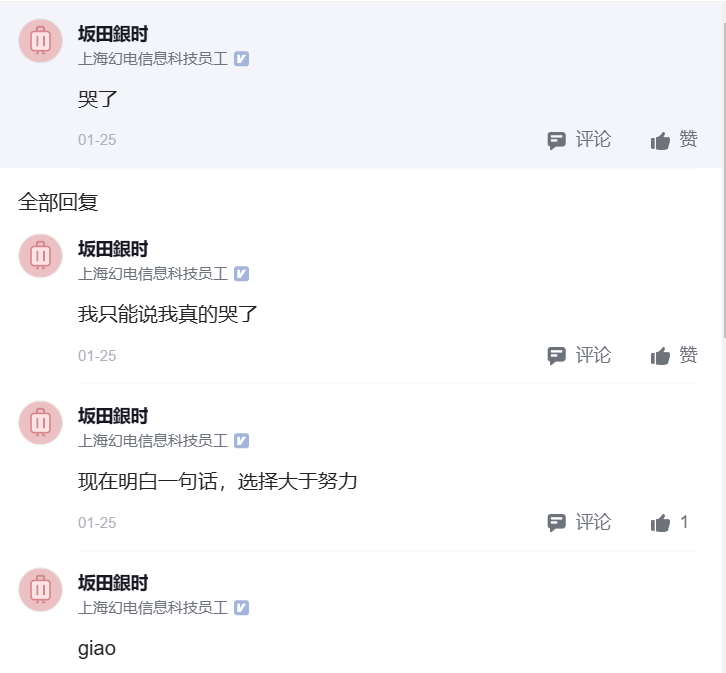 坂田銀时
上海幻电信息科技员工
哭了
01-25 评论 赞
全部回复
坂田銀时
上海幻电信息科技员工
我只能说我真的哭了
01-25 评论 赞
坂田銀时
上海幻电信息科技员工
现在明白一句话，选择大于努力
01-25 评论 1
坂田銀时
上海幻电信息科技员工
giao